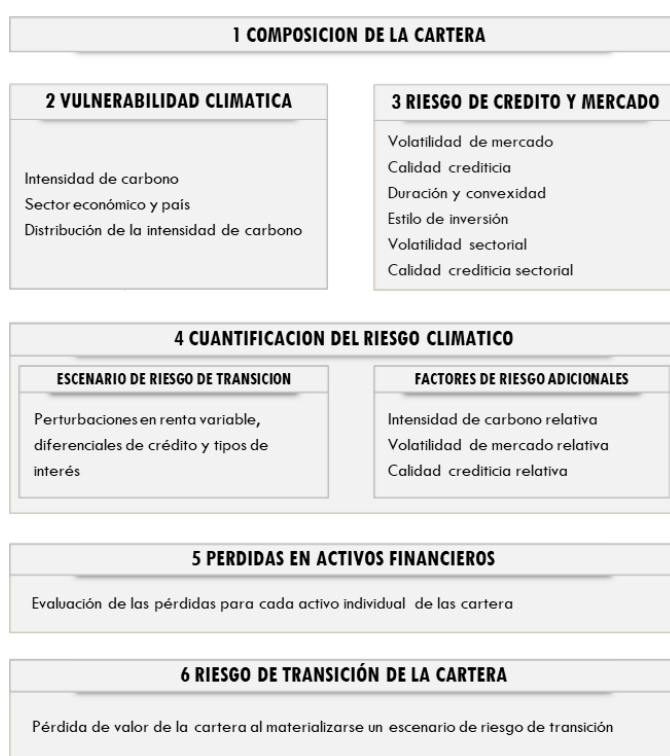 1 COMPOSICION DE LA CARTERA
2 VULNERABILIDAD CLIMATICA
Intensidad de carbono
Sector económico y país
Distribución de la intensidad de carbono
3 RIESGO DE CREDITO Y MERCADO
Volatilidad de mercado
Calidad crediticia
Duración y convexidad
Estilo de inversión
Volatilidad sectorial
Calidad crediticia sectorial
4 CUANTIFICACION DEL RIESGO CLIMATICO
ESCENARIO DE RIESGO DE TRANSICION
Perturbaciones en renta variable,
diferenciales de crédito y tipos de
interés
FACTORES DE RIESGO ADICIONALES
Intensidad de carbono relativa
Volatilidad de mercado relativa
Calidad crediticia relativa
5 PERDIDAS EN ACTIVOS FINANCIEROS
Evaluación de las pérdidas para cada activo individual de las cartera
6 RIESGO DE TRANSICIÓN DE LA CARTERA
Pérdida de valor de la cartera al materializarse un escenario de riesgo de transición